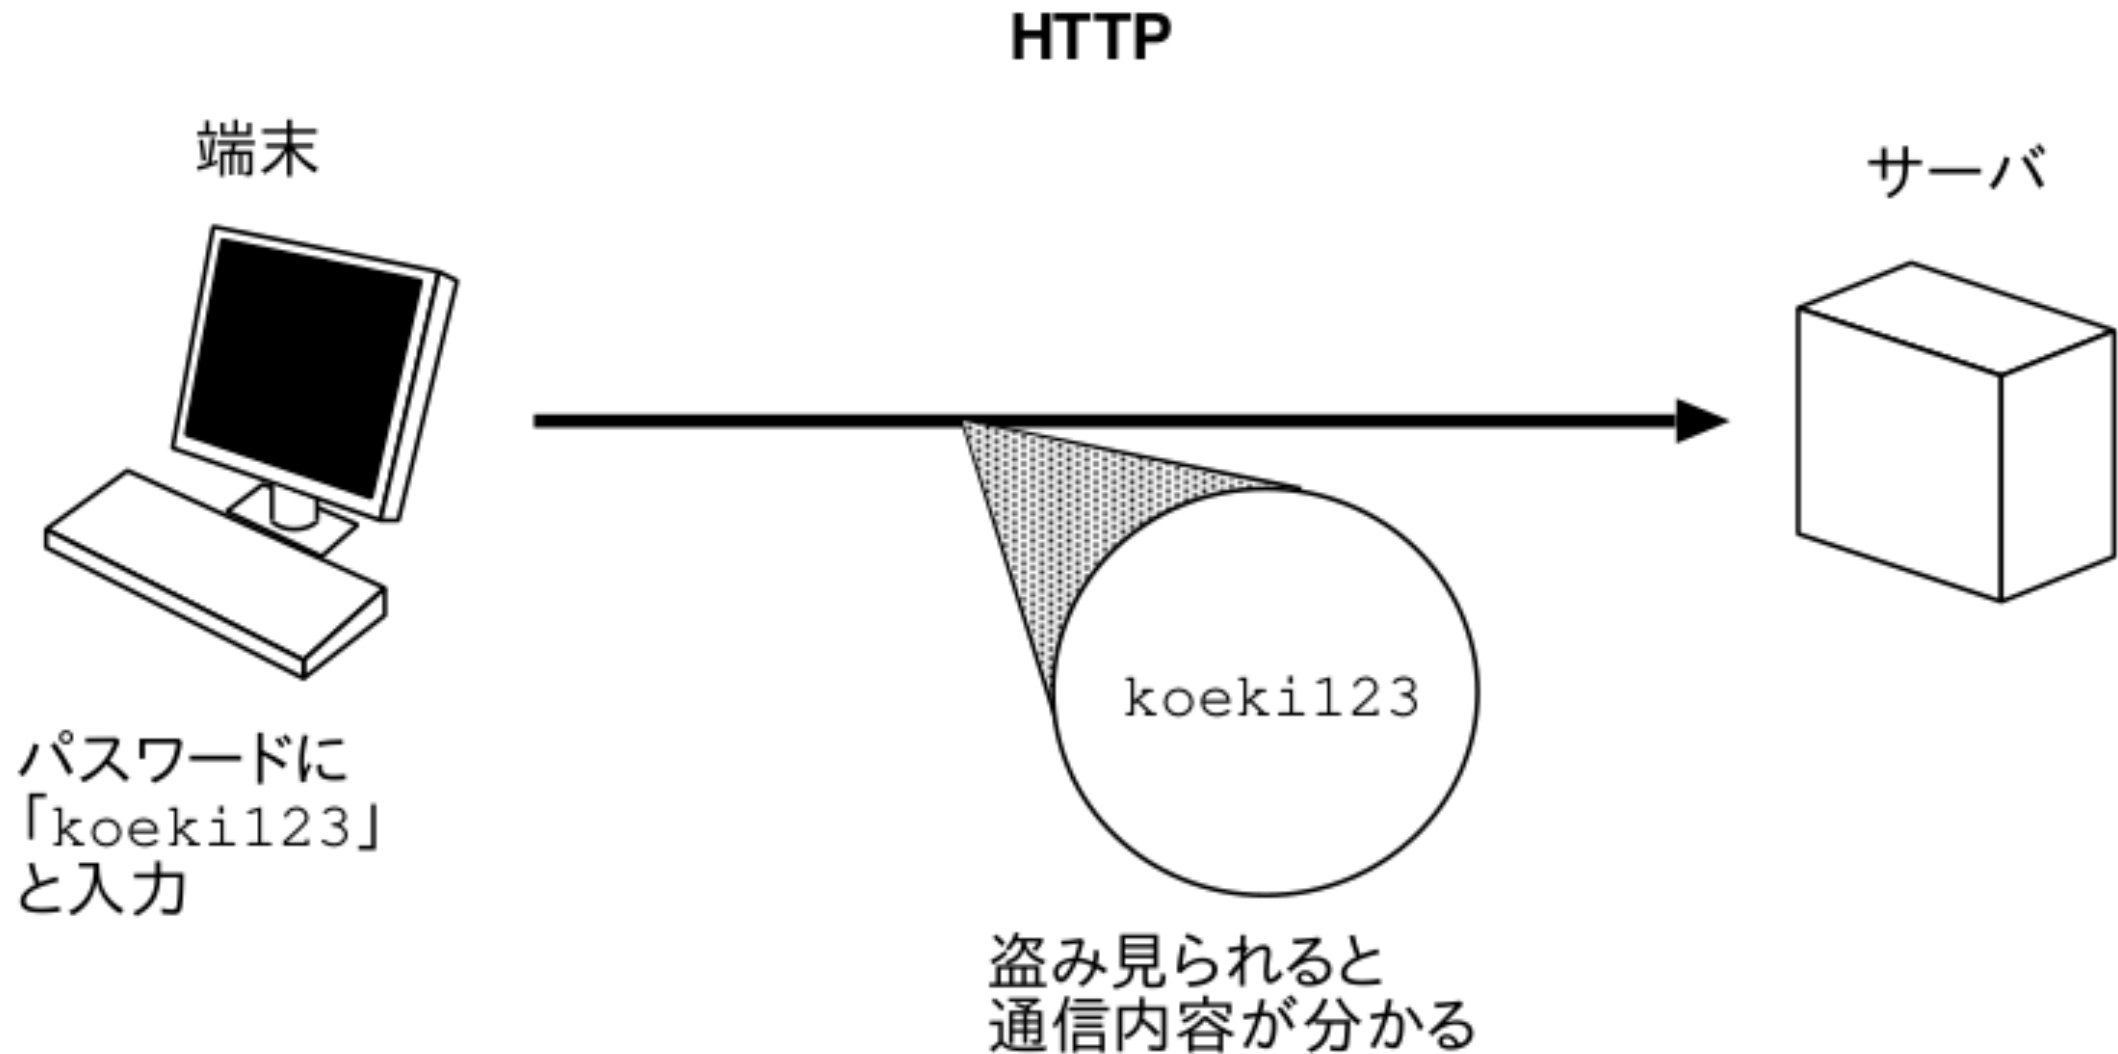 HTTP
端末
サーバ
パスワードに
「koeki123」
と入力
koeki123
盗み見られると
通信内容が分かる